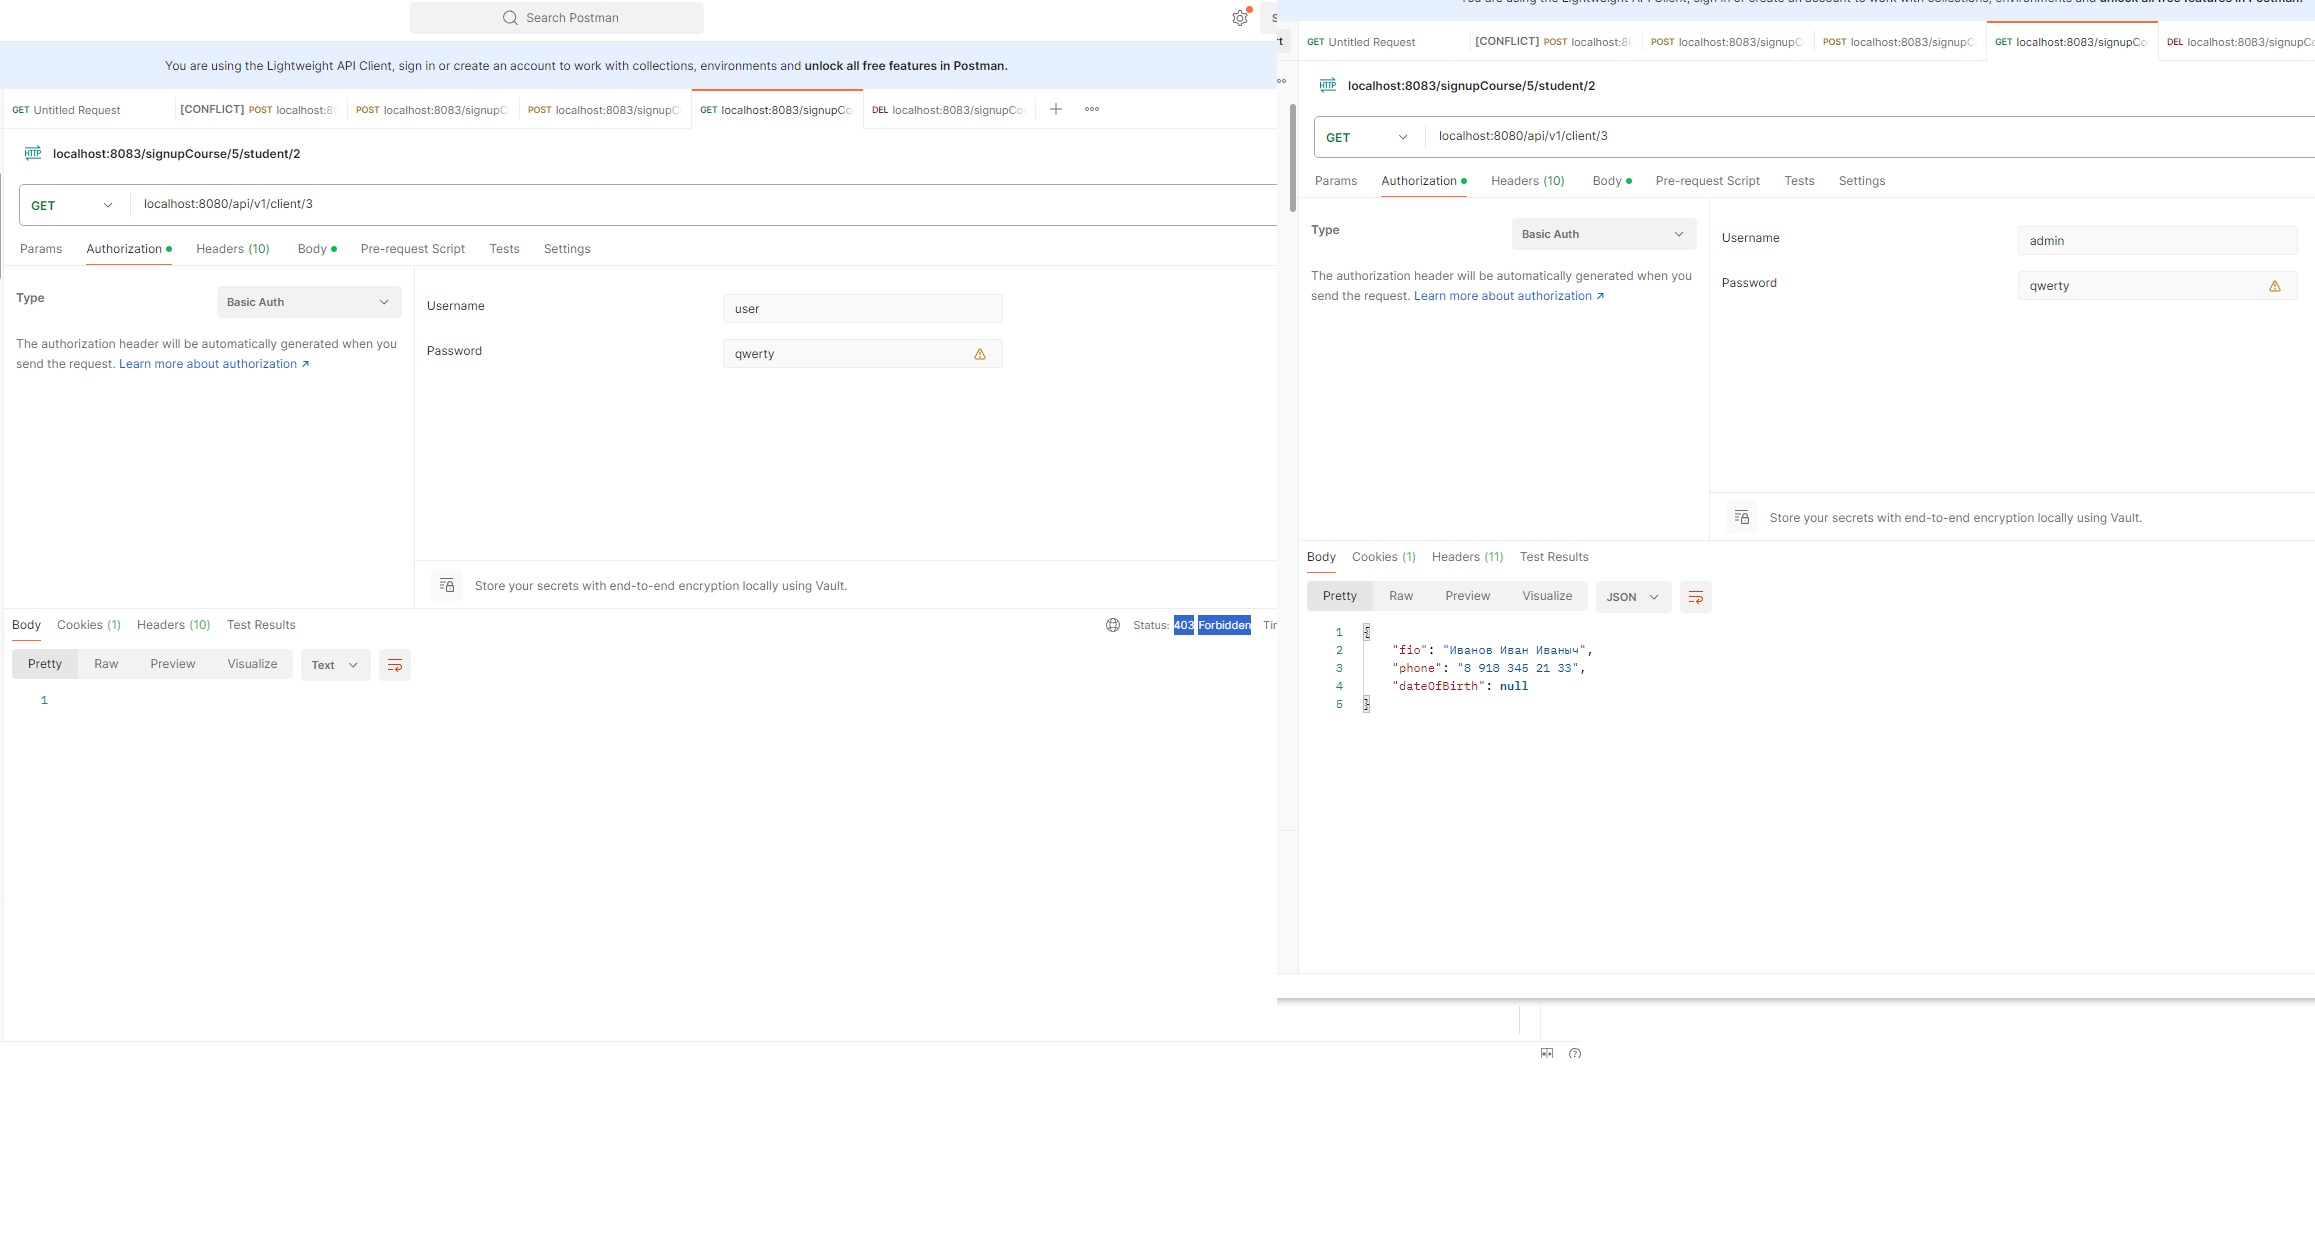 Search Postman
You are using the Lightweight API Client, sign in or create an account to work with collections, environments and unlock all free features in Postman.
GET Untitled Request
[CONFLICT] POST localhost:8
POST localhost:8083/signupC
POST localhost:8083/signupC
GET localhost:8083/signupCo
DEL localhost:8083/signupCo
HTTP localhost:8083/signupCourse/5/student/2
GET localhost:8080/api/v1/client/3
Params Authorization Headers (10) Body Pre-request Script Tests Settings
Type Basic Auth
The authorization header will be automatically generated when you
send the request. Learn more about authorization
Username user
Password qwerty
Store your secrets with end-to-end encryption locally using Vault.
Body Cookies (1) Headers (10) Test Results
Status: 403 Forbidden
Pretty Raw Preview Visualize Text
1
GET Untitled Request
[CONFLICT] POST localhost:8
POST localhost:8083/signupC
POST localhost:8083/signupC
GET localhost:8083/signupCo
DEL localhost:8083/signupCo
HTTP localhost:8083/signupCourse/5/student/2
GET localhost:8080/api/v1/client/3
Params Authorization Headers (10) Body Pre-request Script Tests Settings
Type Basic Auth
The authorization header will be automatically generated when you
send the request. Learn more about authorization
Username admin
Password qwerty
Store your secrets with end-to-end encryption locally using Vault.
Body Cookies (1) Headers (11) Test Results
Pretty Raw Preview Visualize JSON
1 {
2 "fio": "Иванов Иван Иваныч",
3 "phone": "8 918 345 21 33",
4 "dateOfBirth": null
5 }